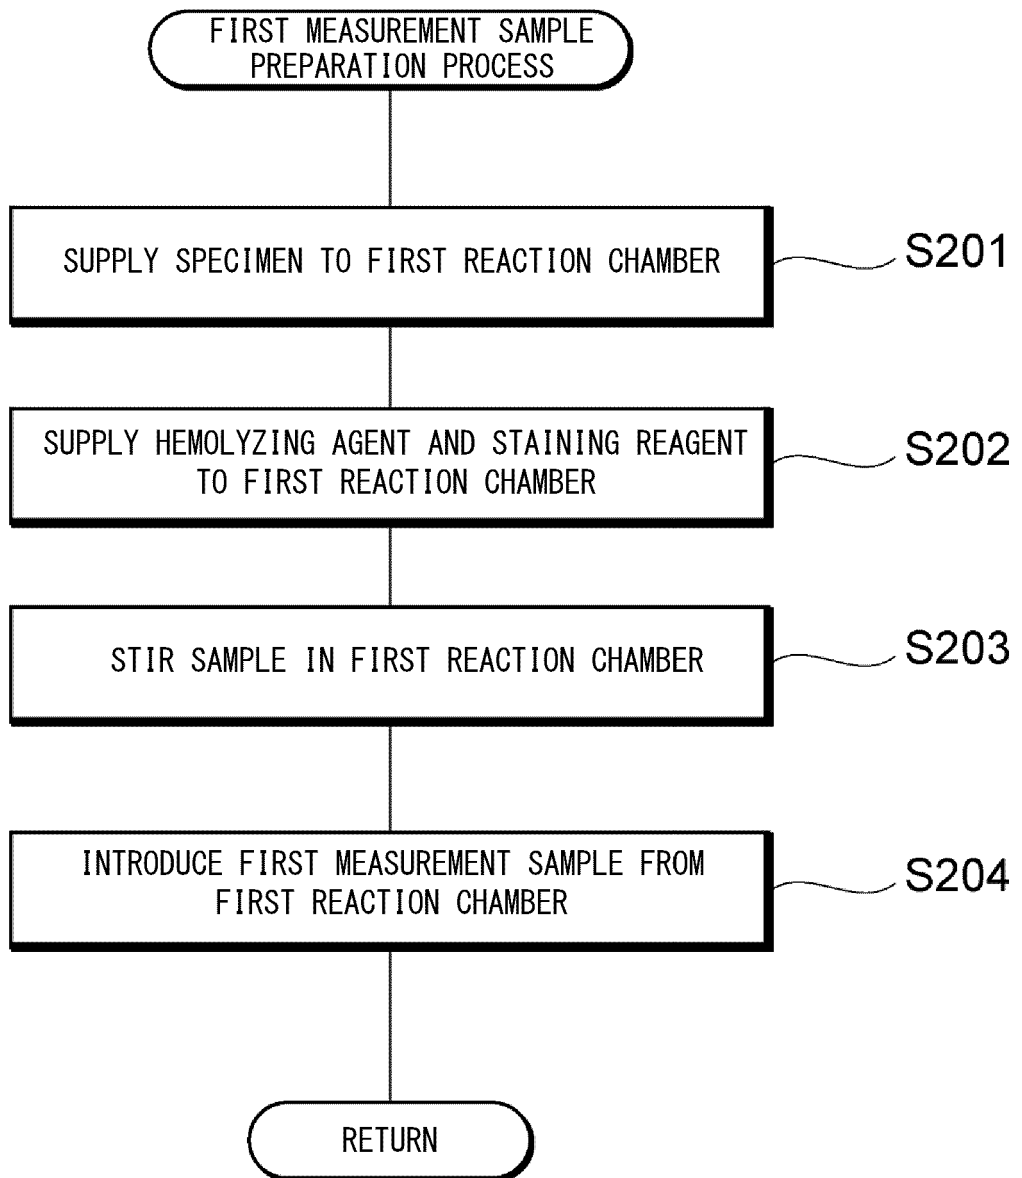 FIRST MEASUREMENT SAMPLE
PREPARATION PROCESS
SUPPLY SPECIMEN TO FIRST REACTION CHAMBER
S201
SUPPLY HEMOLYZING AGENT AND STAINING REAGENT
TO FIRST REACTION CHAMBER
S202
STIR SAMPLE IN FIRST REACTION CHAMBER
S203
INTRODUCE FIRST MEASUREMENT SAMPLE FROM
FIRST REACTION CHAMBER
S204
RETURN